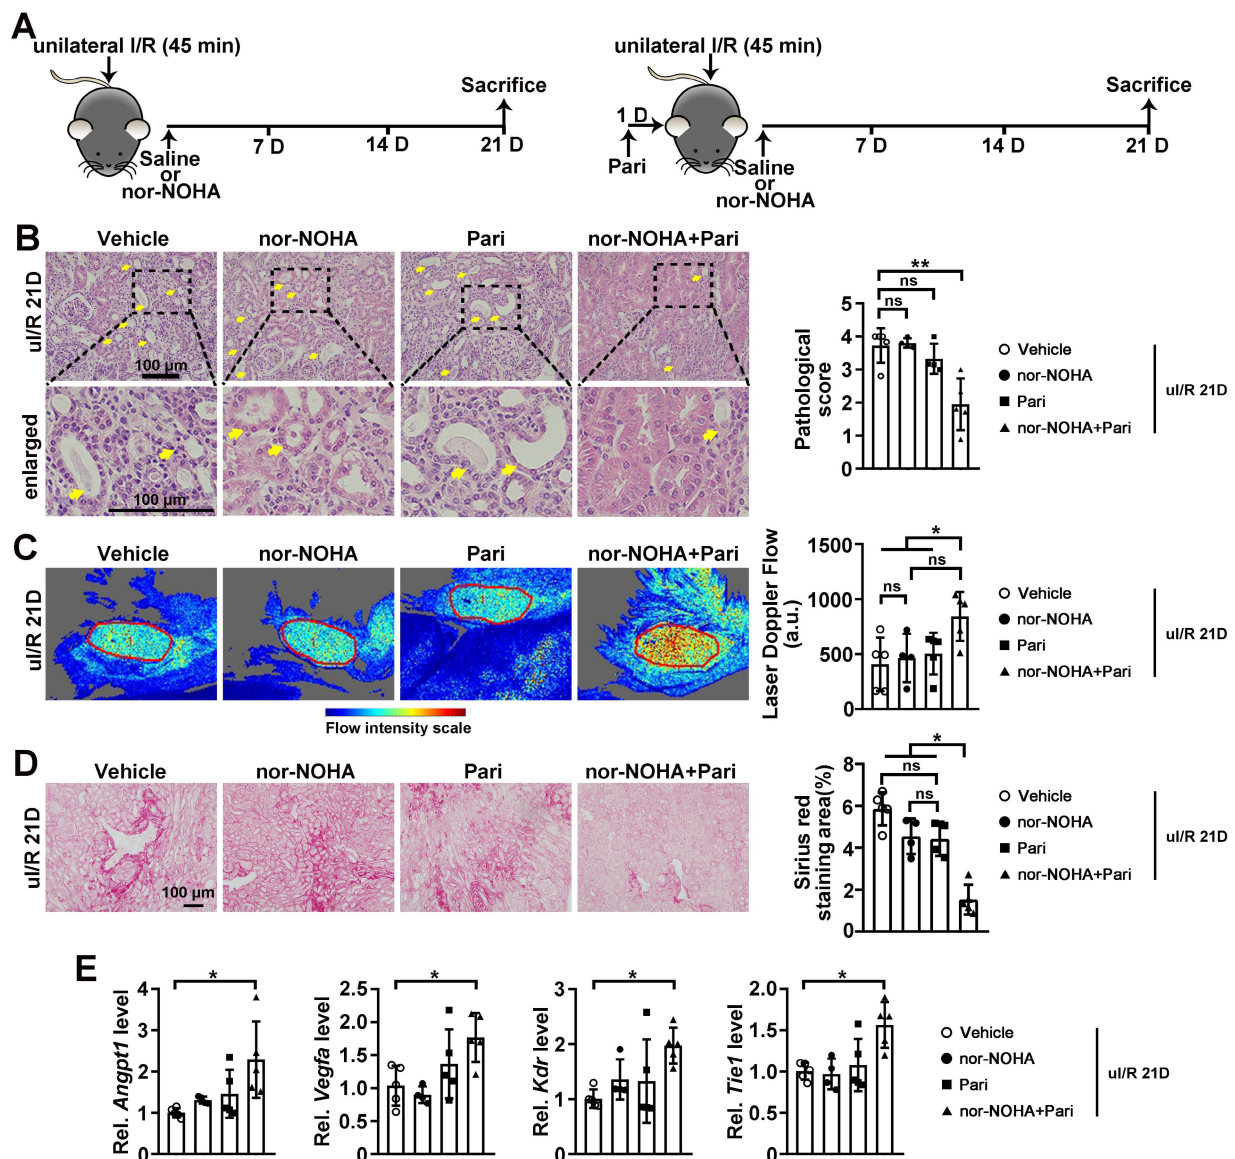 A
unilateral I/R (45 min)
Sacrifice
7 D
14 D
21 D
Saline
or
nor-NOHA
unilateral I/R (45 min)
Sacrifice
1 D
Pari
7 D
14 D
21 D
Saline
or
nor-NOHA
B
Vehicle
nor-NOHA
Pari
nor-NOHA+Pari
uI/R 21D
100 μm
enlarged
100 μm
**
ns
ns
Pathological
score
5
4
3
2
1
0
Vehicle
nor-NOHA
Pari
nor-NOHA+Pari
uI/R 21D
C
Vehicle
nor-NOHA
Pari
nor-NOHA+Pari
uI/R 21D
1
1
1
1
Flow intensity scale
Laser Doppler Flow
(a.u.)
1500
1000
500
0
*
ns
ns
Vehicle
nor-NOHA
Pari
nor-NOHA+Pari
uI/R 21D
D
Vehicle
nor-NOHA
Pari
nor-NOHA+Pari
uI/R 21D
100 μm
Sirius red
staining area(%)
8
6
4
2
0
*
ns
ns
Vehicle
nor-NOHA
Pari
nor-NOHA+Pari
uI/R 21D
E
Rel. Angpt1 level
4
3
2
1
0
*
Rel. Vegfa level
2.5
2.0
1.5
1.0
0.5
0
*
Rel. Kdr level
3
2
1
0
*
Rel. Tie1 level
2.0
1.5
1.0
0.5
0
*
Vehicle
nor-NOHA
Pari
nor-NOHA+Pari
uI/R 21D